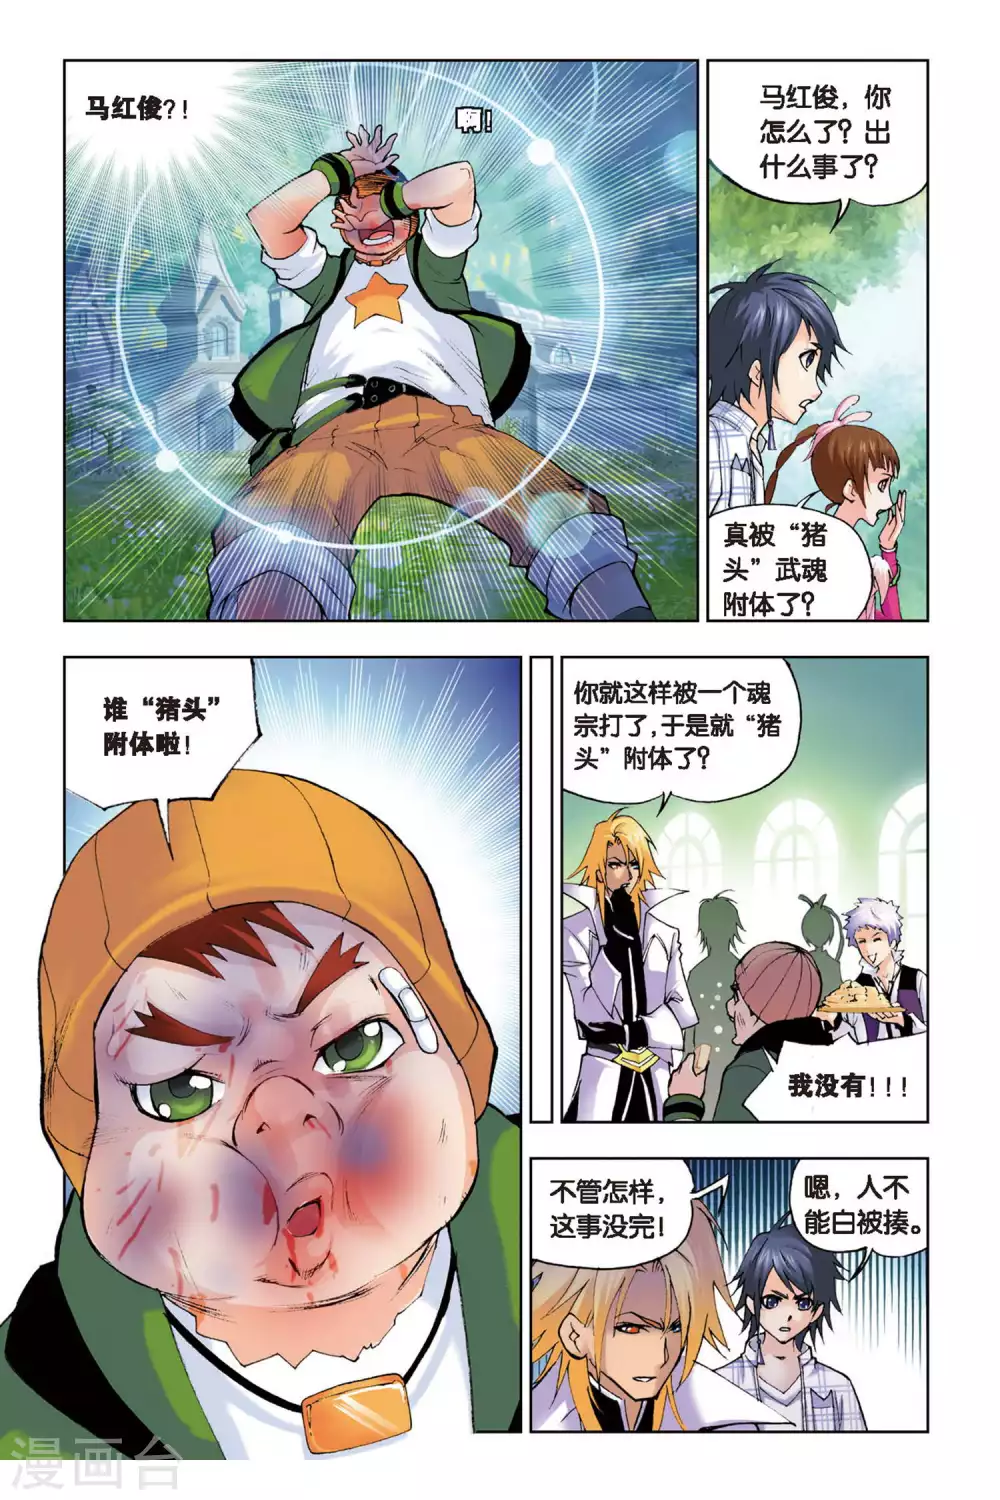 马红俊?!
啊!
马红俊，你
怎么了？出
什么事了？
真被“猪
头”武魂
附体了？
谁“猪头”
附体啦！
你就这样被一个魂
宗打了，于是就“猪
头”附体了？
我没有！！！
不管怎样，
这事没完！
嗯，人不
能白被揍。
漫画台